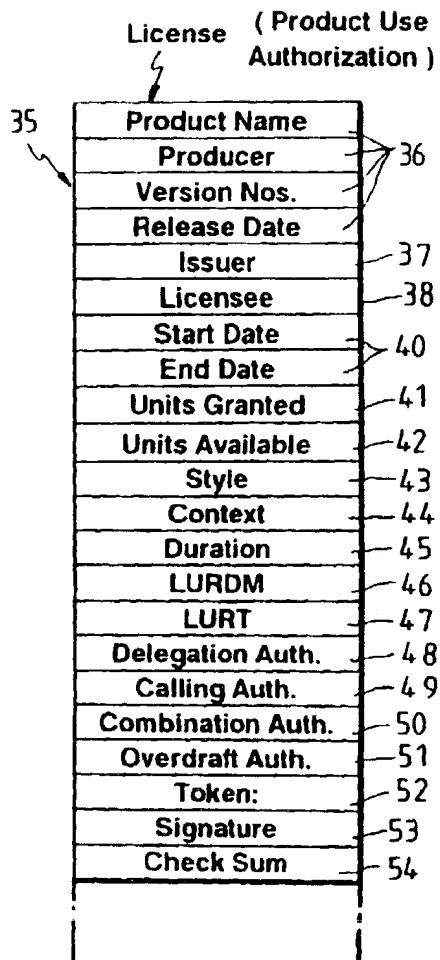 License ( Product Use
Authorization )
35
Product Name
Producer 36
Version Nos.
Release Date
Issuer 37
Licensee 38
Start Date
40
End Date
Units Granted 41
Units Available 42
Style 43
Context 44
Duration 45
LURDM 46
LURT 47
Delegation Auth. 48
Calling Auth. 49
Combination Auth. 50
Overdraft Auth. 51
Token: 52
Signature 53
Check Sum 54